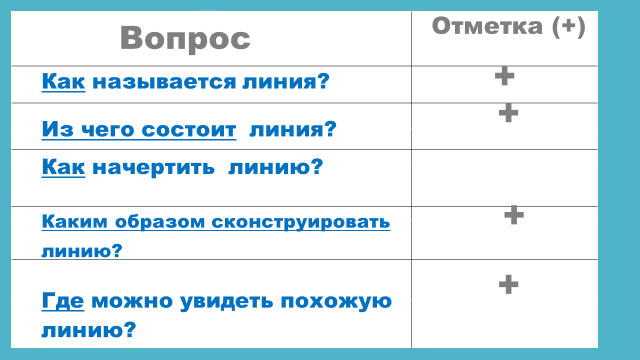 Вопрос
Отметка (+)
Как называется линия?
+
Из чего состоит линия?
+
Как начертить линию?
Каким образом сконструировать
линию?
+
Где можно увидеть похожую
линию?
+